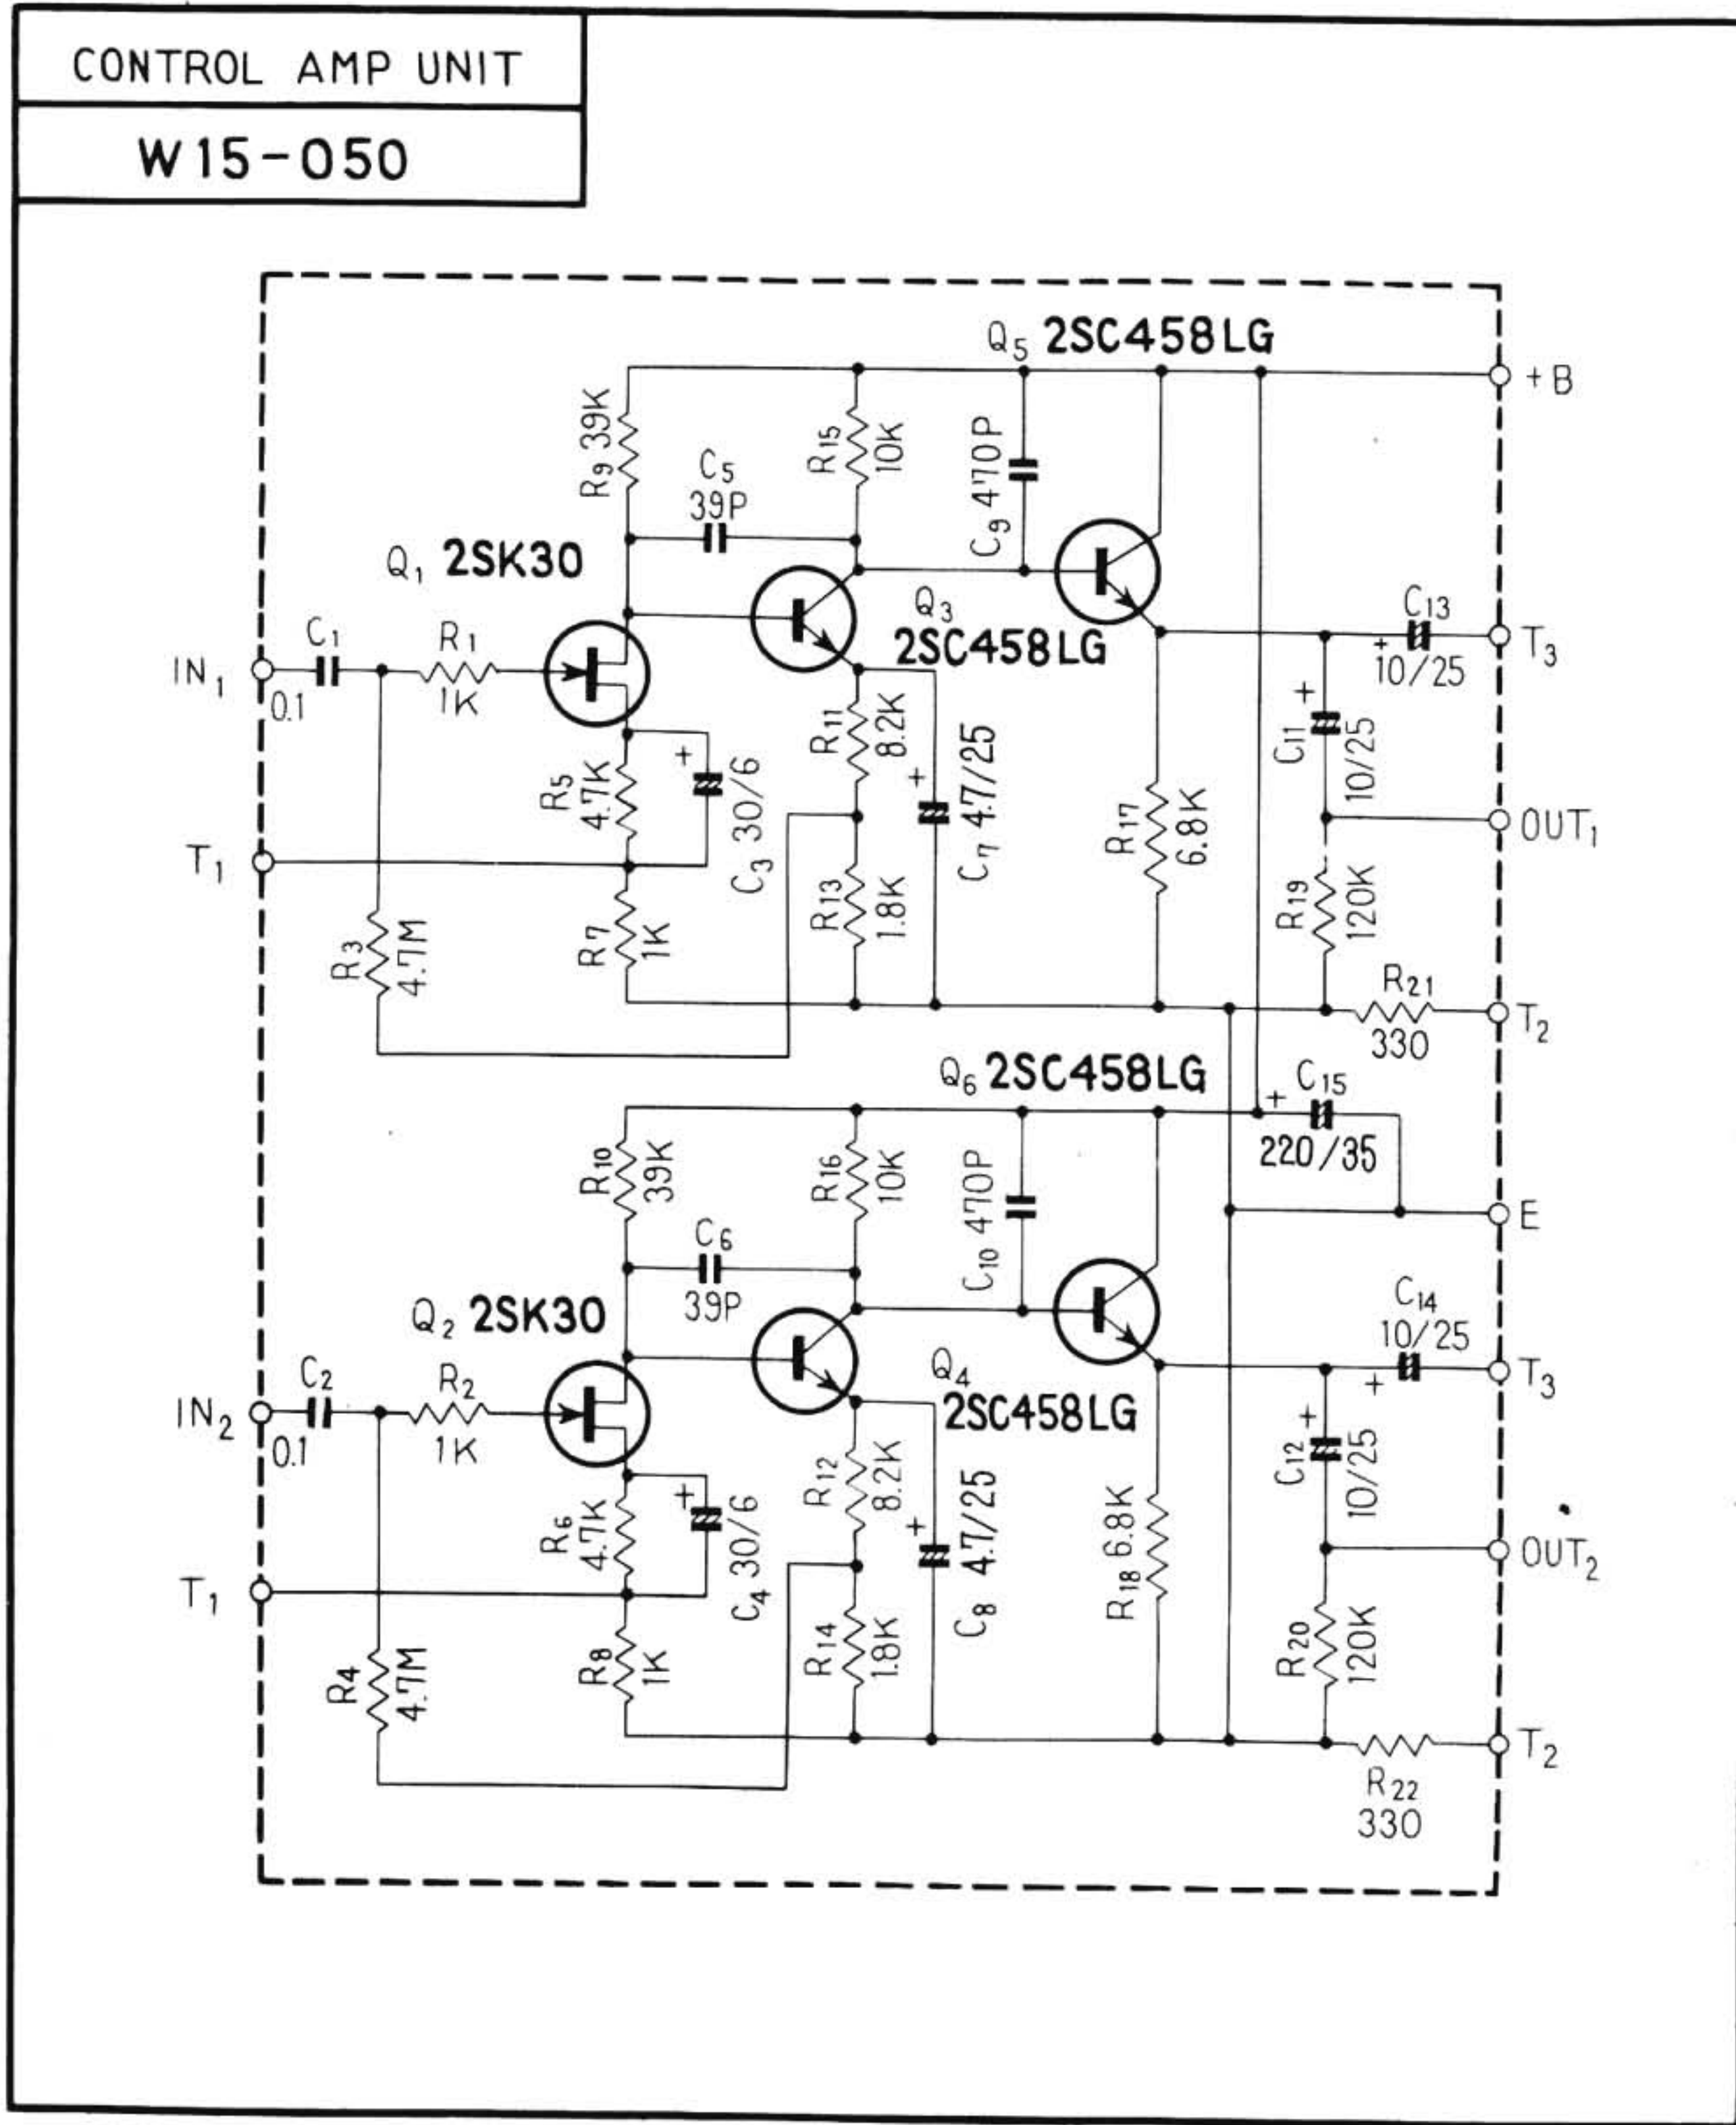 CONTROL AMP UNIT
W15-050
Q5 2SC458LG
+B
R9 39K
C5
39P
R15
10K
C9 470P
Q1 2SK30
Q3
2SC458LG
C13
+
10/25
T3
IN1
C1
0.1
R1
1K
R11
8.2K
+
C7 47/25
+
C11
10/25
R5
4.7K
+
C3 30/6
R17
6.8K
OUT1
T1
R3
4.7M
R7
1K
R13
1.8K
R19
120K
R21
330
T2
Q6 2SC458LG
C15
+
220/35
R10
39K
R16
10K
C10 470P
E
C6
39P
Q2 2SK30
Q4
2SC458LG
C14
10/25
+
T3
IN2
C2
0.1
R2
1K
R12
8.2K
+
C8 4.7/25
+
C12
10/25
R6
4.7K
+
C4 30/6
R18 6.8K
OUT2
T1
R4
4.7M
R8
1K
R14
1.8K
R20
120K
T2
R22
330